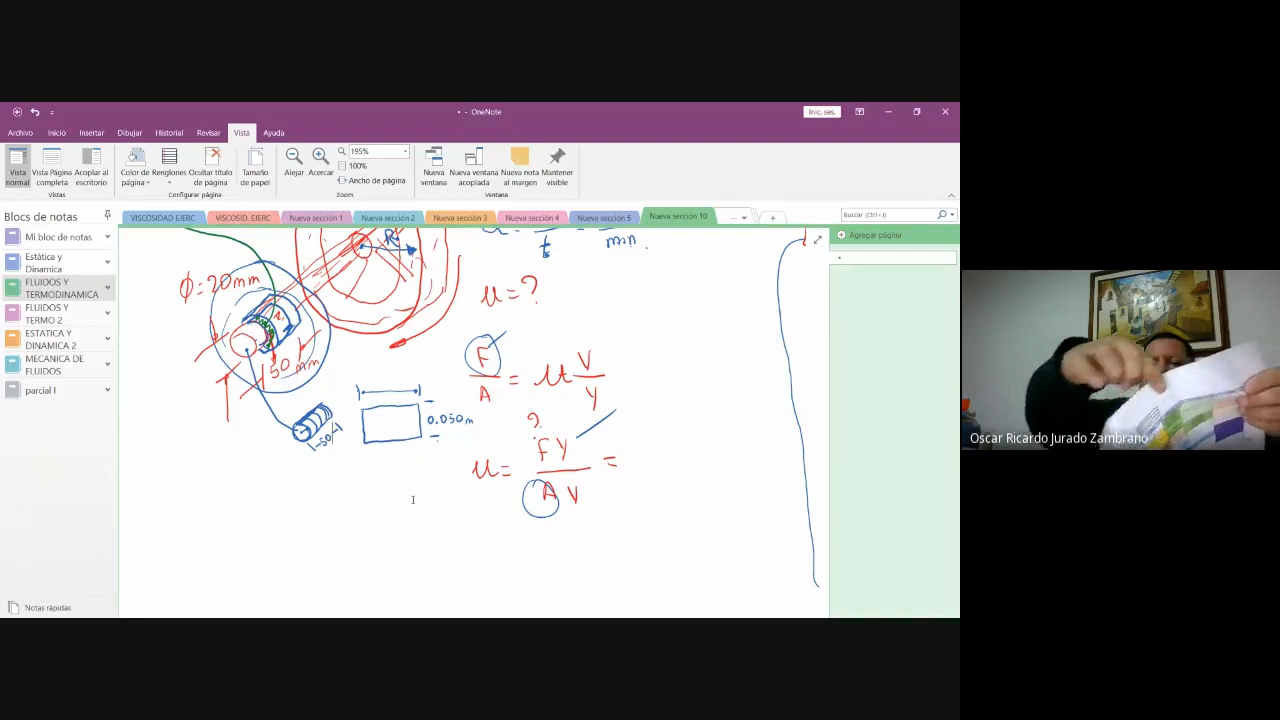 • - OneNote
Inic. ses.
Archivo Inicio Insertar Dibujar Historial Revisar Vista Ayuda
Vista normal
Vista Página completa
Acoplar al escritorio
Vistas
Color de página
Renglones
Ocultar título de página
Configurar página
Tamaño de papel
Alejar
Acercar
195%
100%
Ancho de página
Zoom
Nueva ventana
Nueva ventana acoplada
Nueva nota al margen
Mantener visible
Ventana
Blocs de notas
VISCOSIDAD EJERC VISCOSID. EJERC Nueva sección 1 Nueva sección 2 Nueva sección 3 Nueva sección 4 Nueva sección 5 Nueva sección 10 ... +
Buscar (Ctrl+J)
Agregar página
Mi bloc de notas
Estática y Dinamica
FLUIDOS Y TERMODINAMICA
FLUIDOS Y TERMO 2
ESTATICA Y DINAMICA 2
MECANICA DE FLUIDOS
parcial I
Notas rápidas
R
t
min.
ϕ = 20mm
μ = ?
50 mm
F/A = μ V/Y
0.050 m
?
μ = FY/AV =
Oscar Ricardo Jurado Zambrano